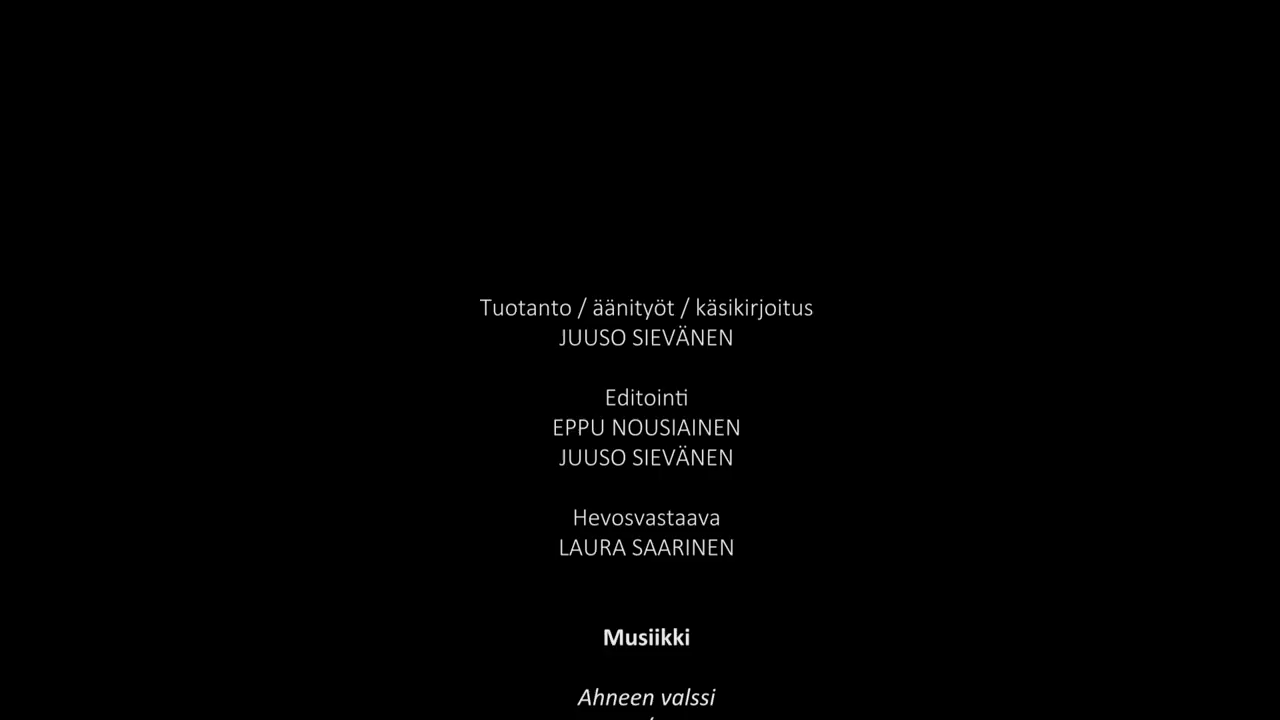 Tuotanto / äänityöt / käsikirjoitus
JUUSO SIEVÄNEN
Editointi
EPPU NOUSIAINEN
JUUSO SIEVÄNEN
Hevosvastaava
LAURA SAARINEN
Musiikki
Ahneen valssi